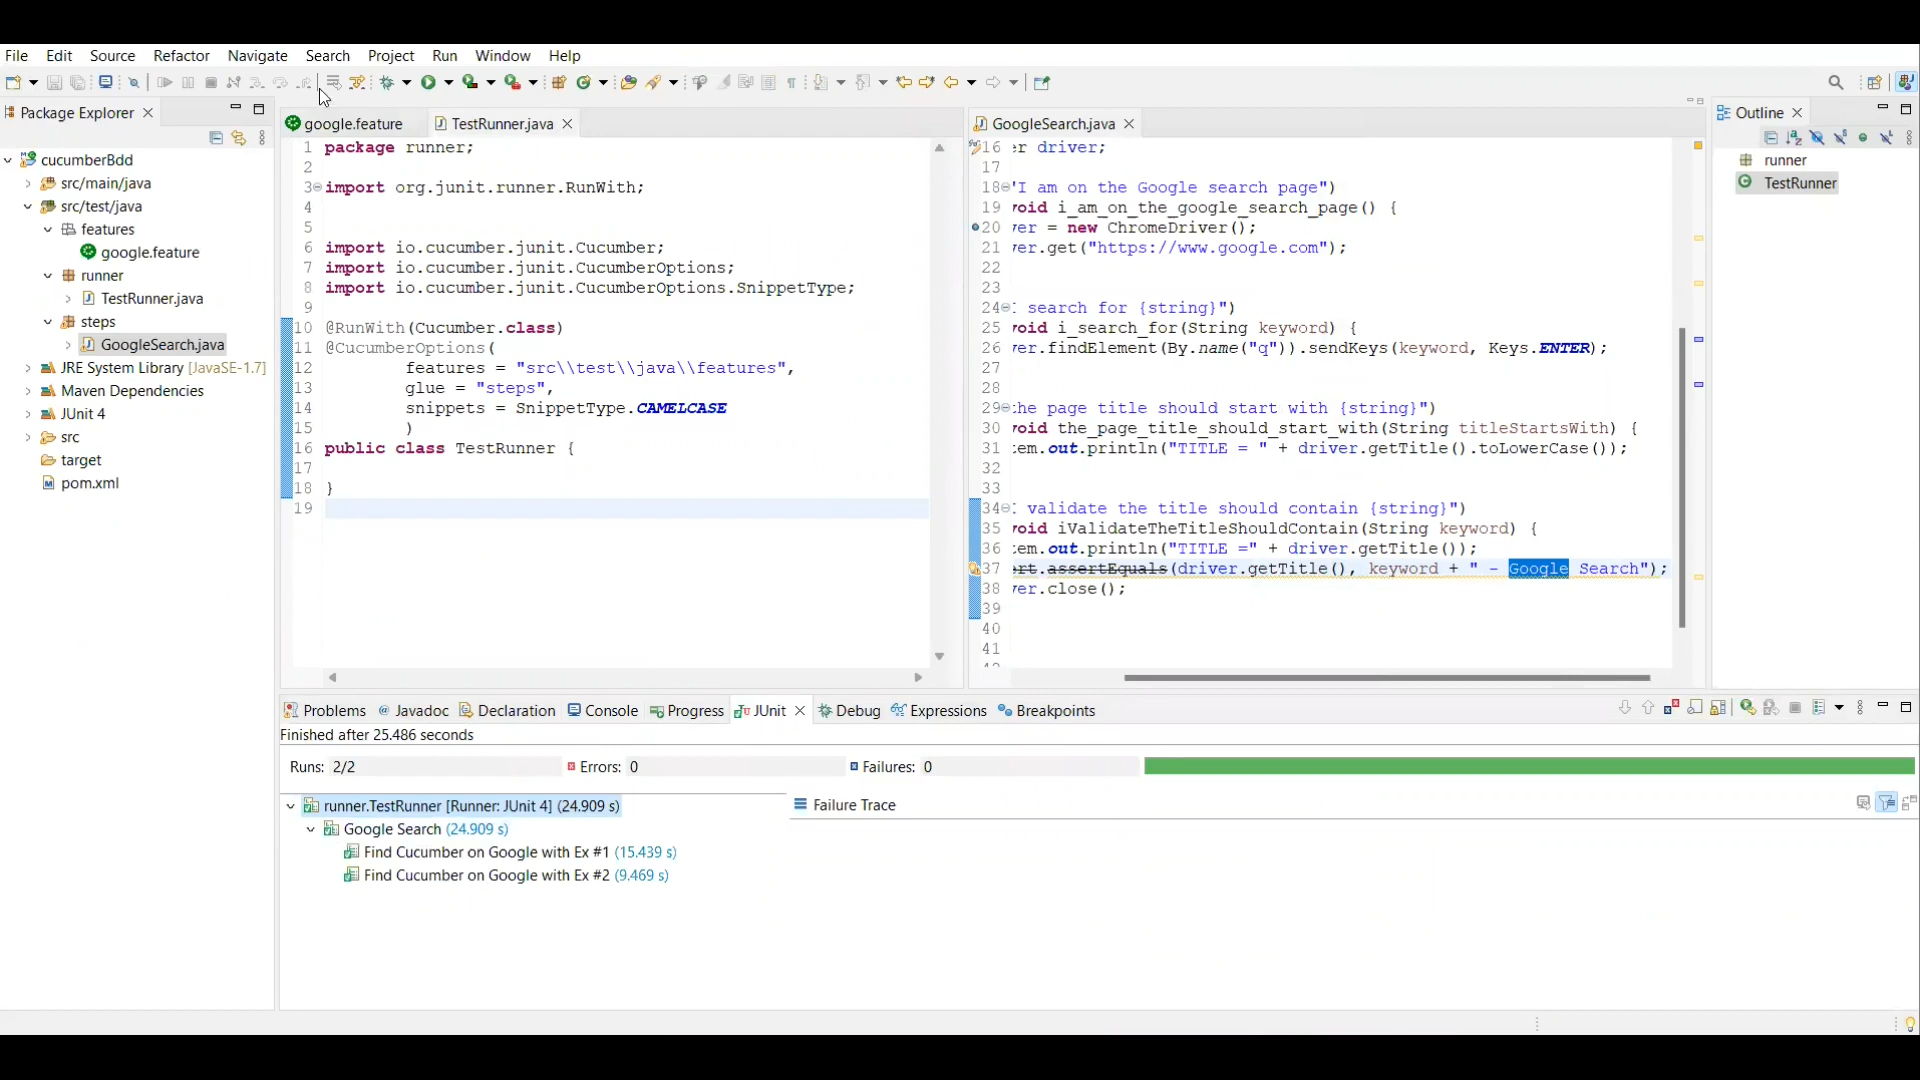 File Edit Source Refactor Navigate Search Project Run Window Help
Package Explorer
cucumberBdd
src/main/java
src/test/java
features
google.feature
runner
TestRunner.java
steps
GoogleSearch.java
JRE System Library [JavaSE-1.7]
Maven Dependencies
JUnit 4
src
target
pom.xml
google.feature TestRunner.java
1 package runner;
2
3 import org.junit.runner.RunWith;
4
5
6 import io.cucumber.junit.Cucumber;
7 import io.cucumber.junit.CucumberOptions;
8 import io.cucumber.junit.CucumberOptions.SnippetType;
9
10 @RunWith(Cucumber.class)
11 @CucumberOptions(
12 features = "src\\test\\java\\features",
13 glue = "steps",
14 snippets = SnippetType.CAMELCASE
15 )
16 public class TestRunner {
17
18 }
19
GoogleSearch.java
16 er driver;
17
18 "I am on the Google search page")
19 void i_am_on_the_google_search_page() {
20 ver = new ChromeDriver();
21 ver.get("https://www.google.com");
22
23
24 I search for {string}")
25 void i_search_for(String keyword) {
26 ver.findElement(By.name("q")).sendKeys(keyword, Keys.ENTER);
27
28
29 the page title should start with {string}")
30 void the_page_title_should_start_with(String titleStartsWith) {
31 tem.out.println("TITLE = " + driver.getTitle().toLowerCase());
32
33
34 I validate the title should contain {string}")
35 void iValidateTheTitleShouldContain(String keyword) {
36 tem.out.println("TITLE =" + driver.getTitle());
37 ert.assertEquals(driver.getTitle(), keyword + " - Google Search");
38 ver.close();
39
40
41
Outline
runner
TestRunner
Problems Javadoc Declaration Console Progress JUnit Debug Expressions Breakpoints
Finished after 25.486 seconds
Runs: 2/2 Errors: 0 Failures: 0
runner.TestRunner [Runner: JUnit 4] (24.909 s)
Google Search (24.909 s)
Find Cucumber on Google with Ex #1 (15.439 s)
Find Cucumber on Google with Ex #2 (9.469 s)
Failure Trace